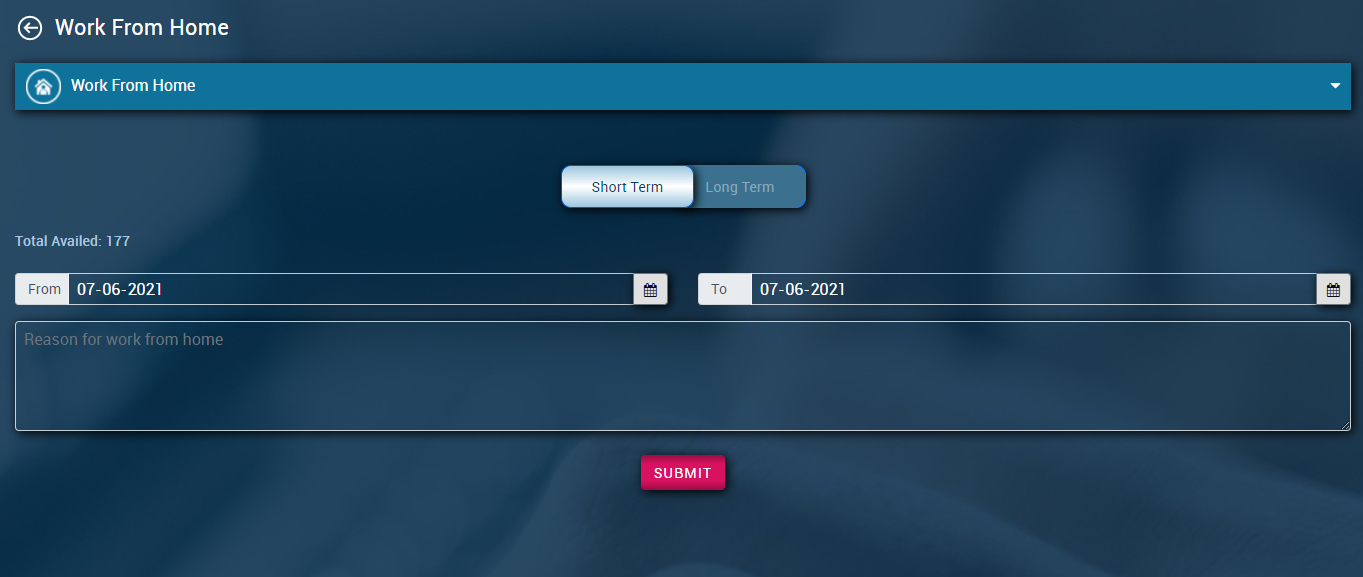 Work From Home
Work From Home
Short Term Long Term
Total Availed: 177
From 07-06-2021 To 07-06-2021
Reason for work from home
SUBMIT